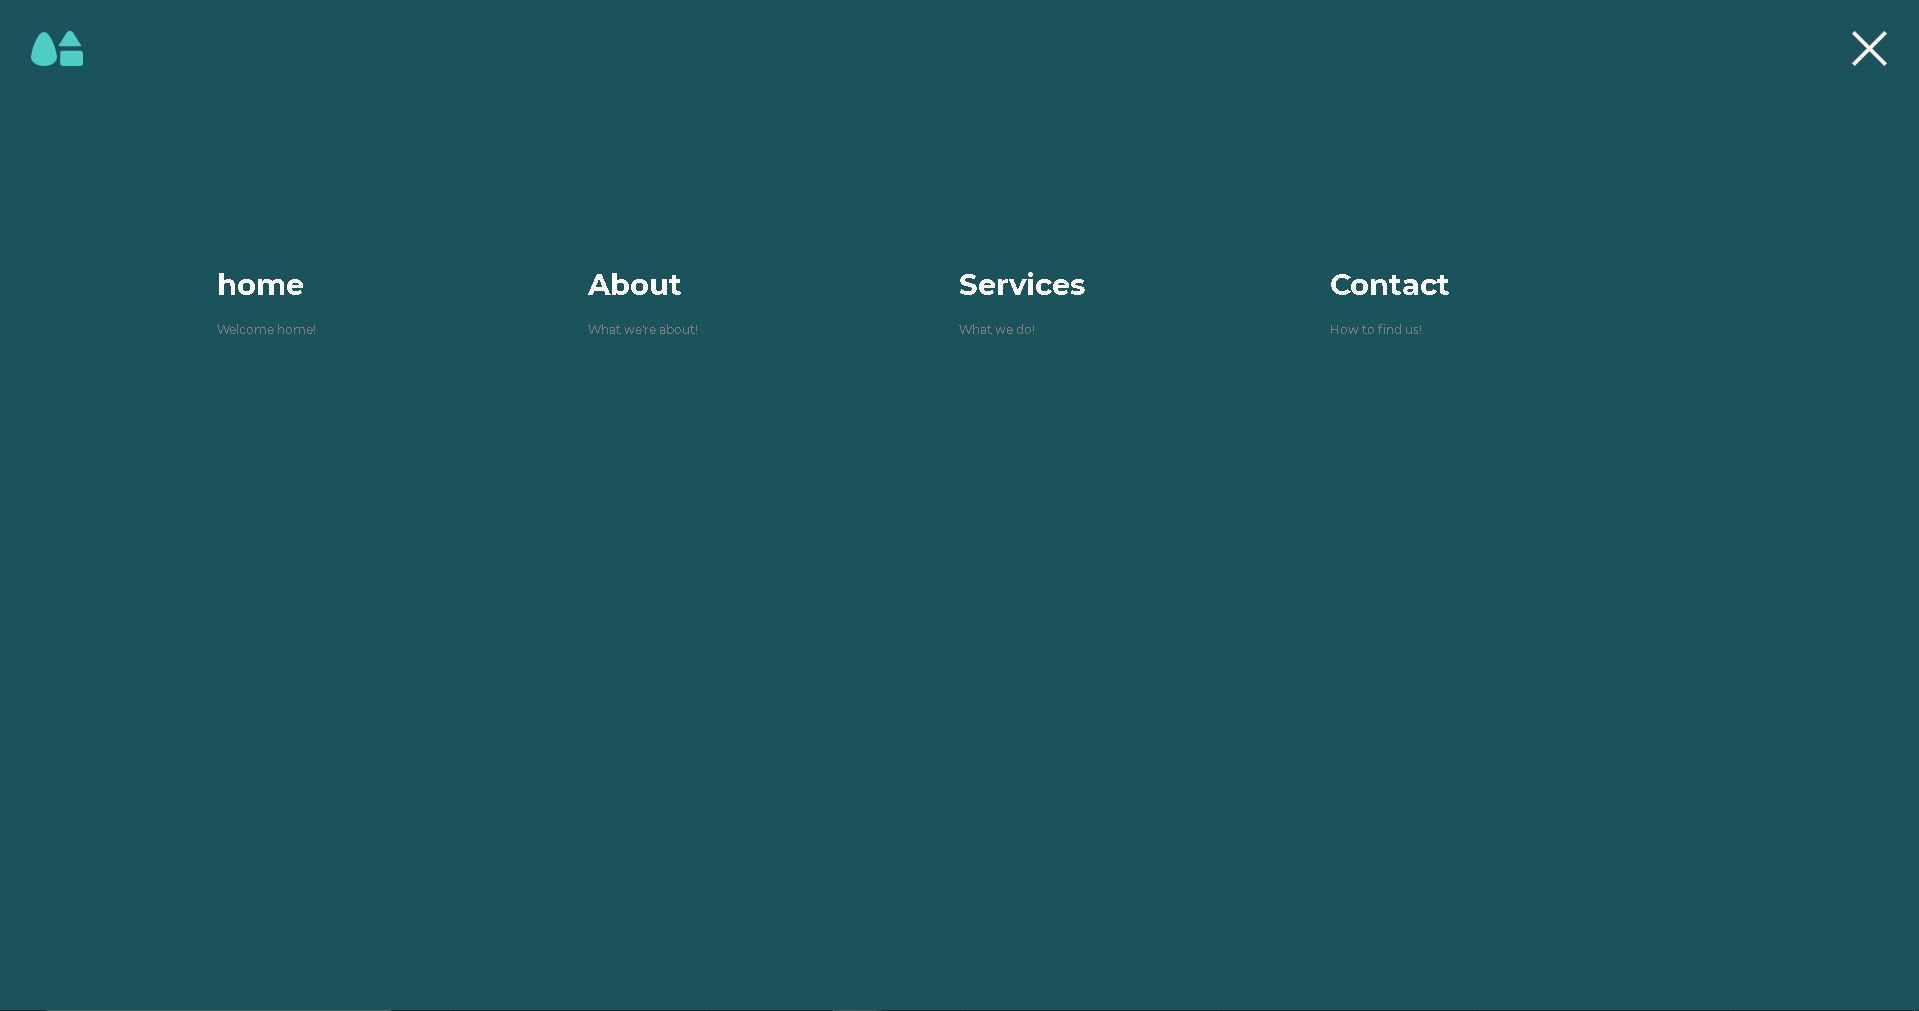 home
About
Services
Contact
Welcome home!
What we're about!
What we do!
How to find us!